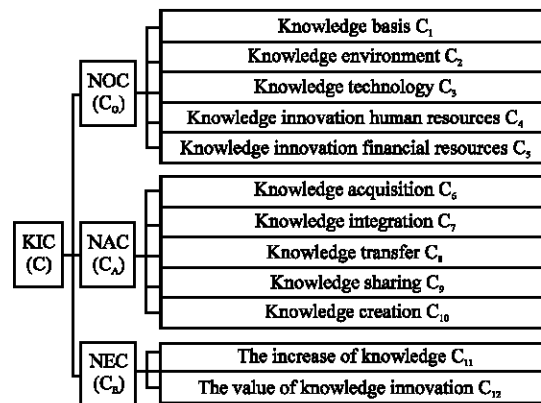 KIC
(C)
NOC
(C₀)
Knowledge basis C₁
Knowledge environment C₂
Knowledge technology C₃
Knowledge innovation human resources C₄
Knowledge innovation financial resources C₅
NAC
(C_A)
Knowledge acquisition C₆
Knowledge integration C₇
Knowledge transfer C₈
Knowledge sharing C₉
Knowledge creation C₁₀
NEC
(C_E)
The increase of knowledge C₁₁
The value of knowledge innovation C₁₂